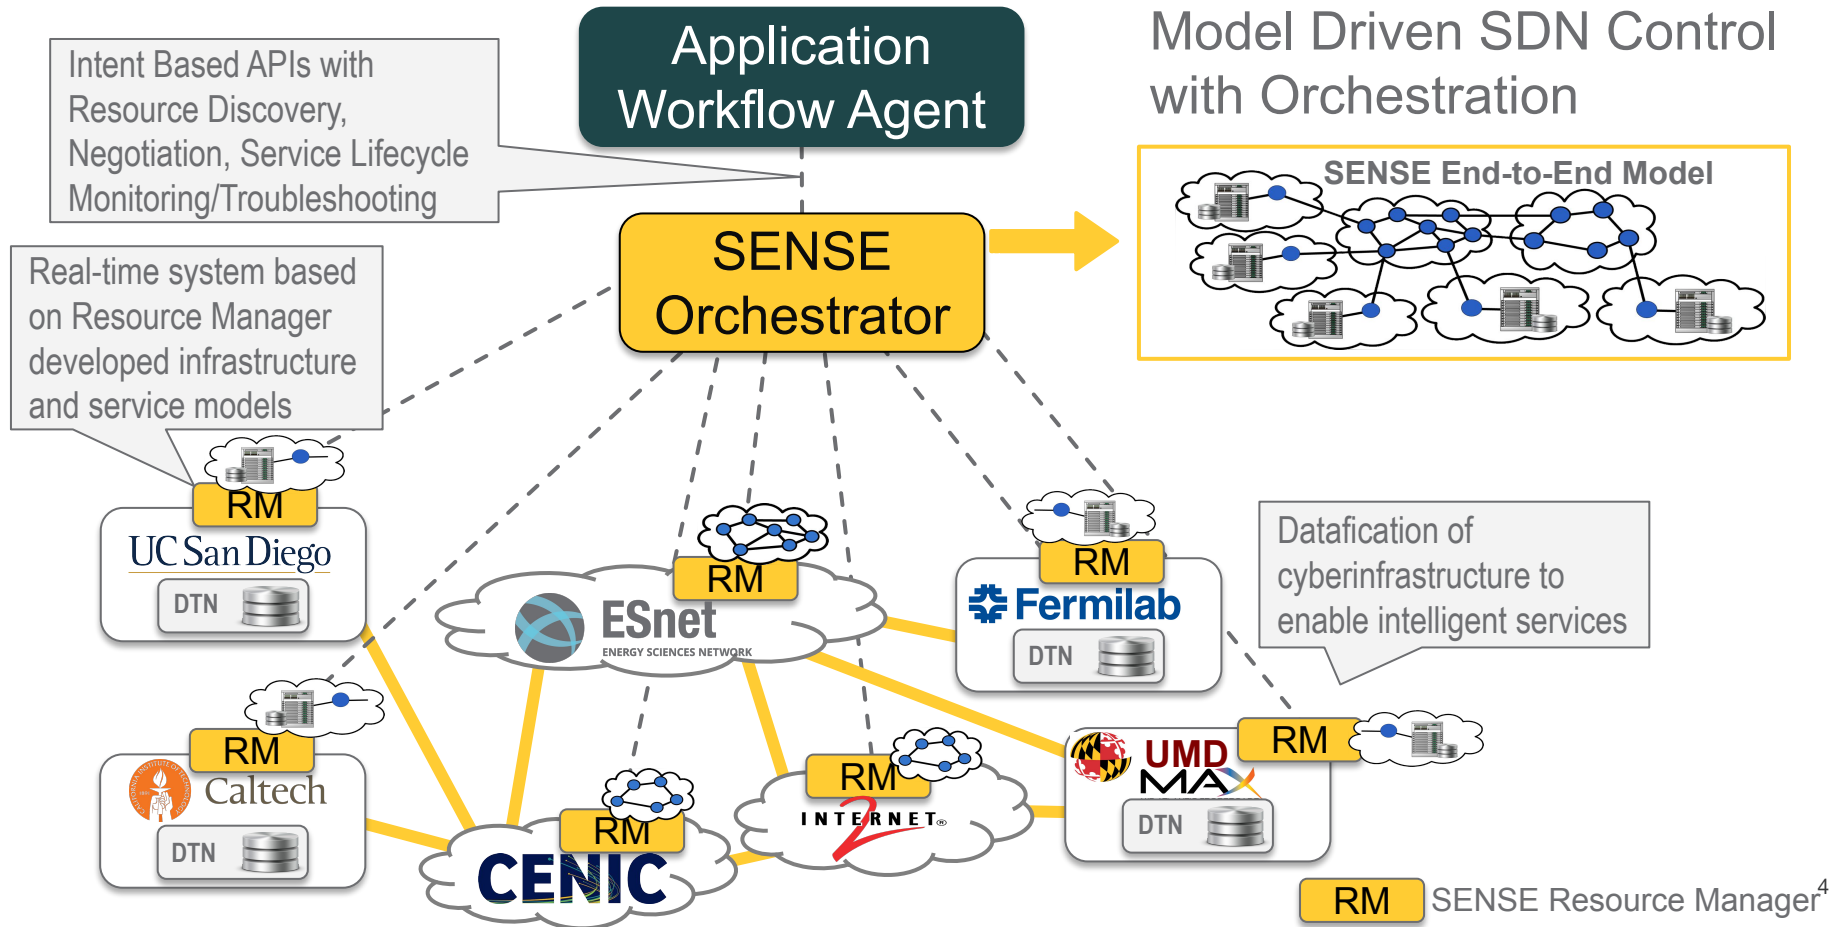 Application
Workflow Agent
Model Driven SDN Control
with Orchestration
Intent Based APIs with
Resource Discovery,
Negotiation, Service Lifecycle
Monitoring/Troubleshooting
SENSE End-to-End Model
SENSE
Orchestrator
Real-time system based
on Resource Manager
developed infrastructure
and service models
RM
UC San Diego
DTN
RM
ESnet
ENERGY SCIENCES NETWORK
RM
Fermilab
DTN
Datafication of
cyberinfrastructure to
enable intelligent services
RM
Caltech
DTN
RM
CENIC
RM
INTERNET®
2
RM
UMD
MAX
DTN
RM
SENSE Resource Manager
4